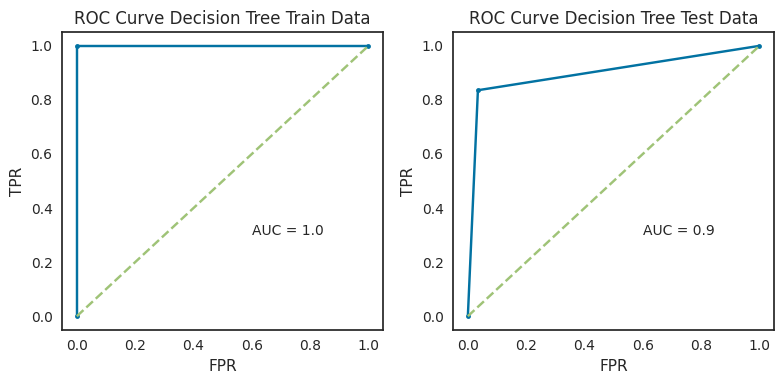 ROC Curve Decision Tree Train Data
1.0
0.8
0.6
0.4
0.2
0.0
TPR
AUC = 1.0
0.0 0.2 0.4 0.6 0.8 1.0
FPR
ROC Curve Decision Tree Test Data
1.0
0.8
0.6
0.4
0.2
0.0
TPR
AUC = 0.9
0.0 0.2 0.4 0.6 0.8 1.0
FPR